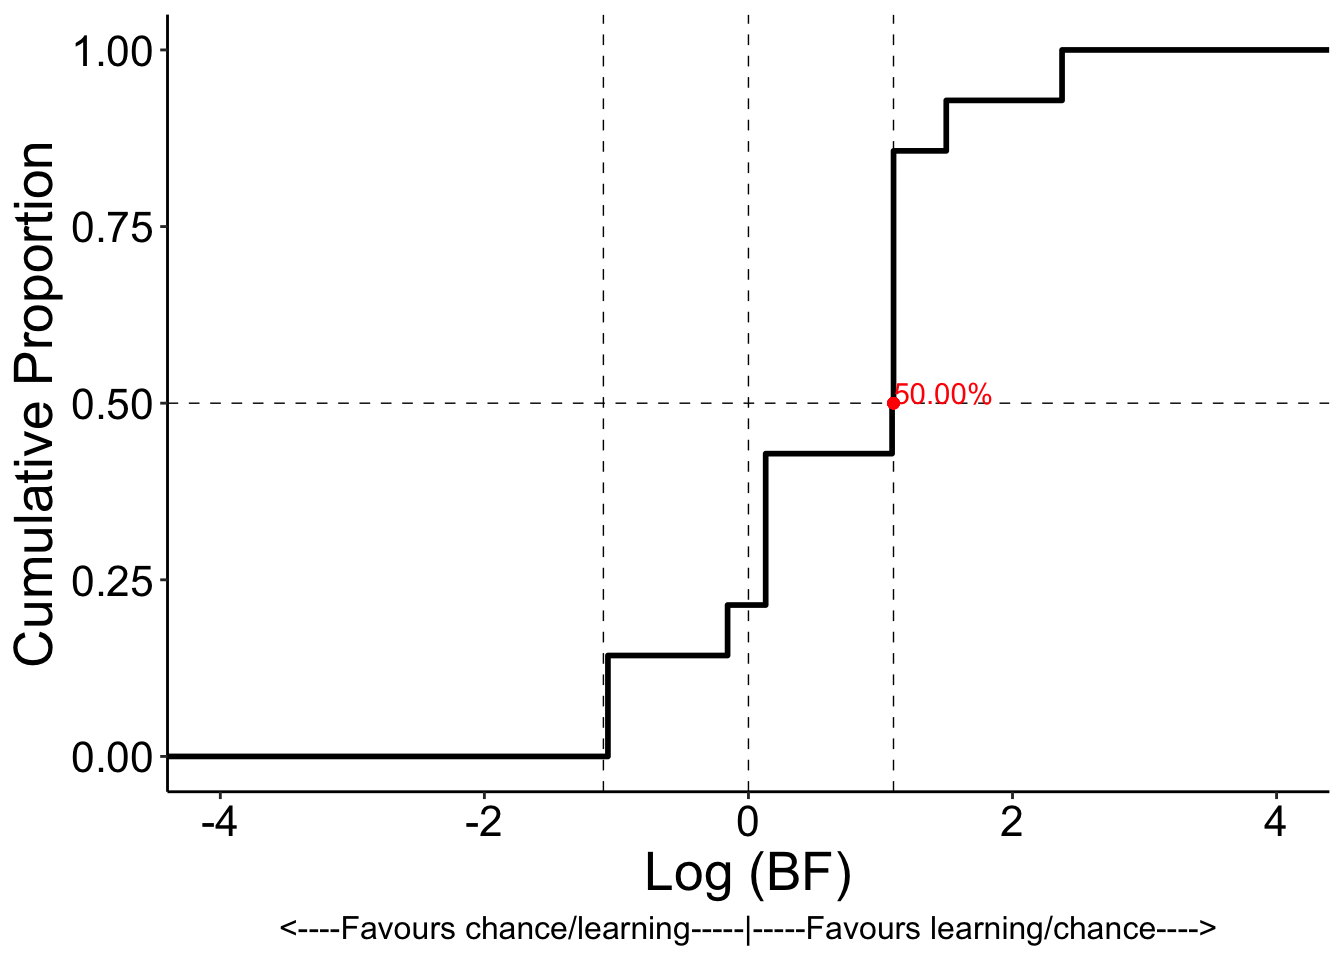 Cumulative Proportion
1.00
0.75
0.50
0.25
0.00
50.00%
-4 -2 0 2 4
Log (BF)
<----Favours chance/learning-----|-----Favours learning/chance---->